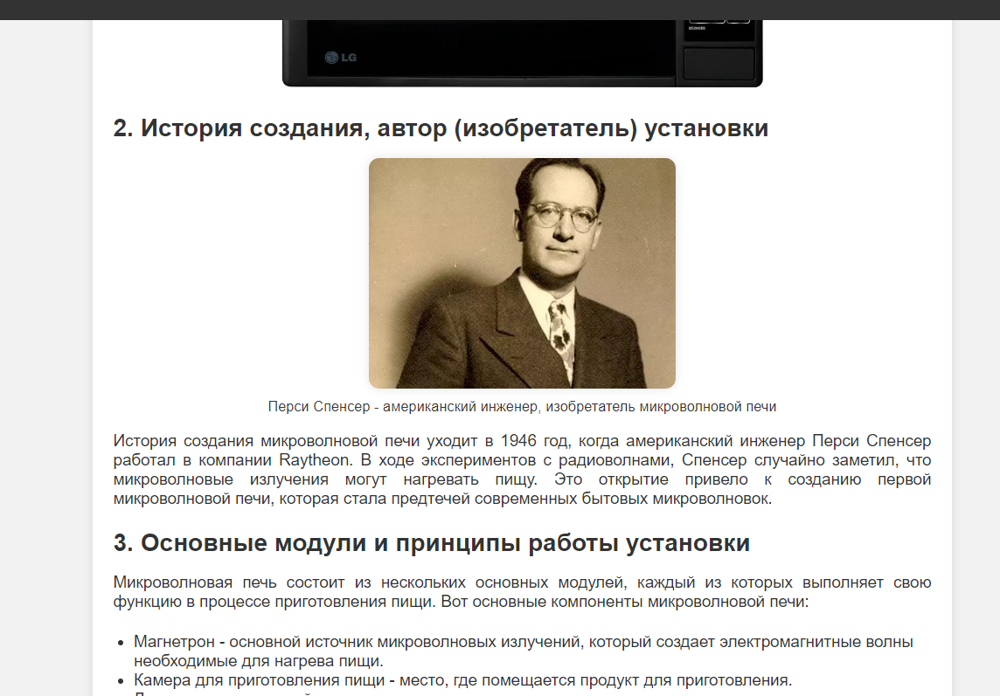 LG
2. История создания, автор (изобретатель) установки
Перси Спенсер - американский инженер, изобретатель микроволновой печи
История создания микроволновой печи уходит в 1946 год, когда американский инженер Перси Спенсер
работал в компании Raytheon. В ходе экспериментов с радиоволнами, Спенсер случайно заметил, что
микроволновые излучения могут нагревать пищу. Это открытие привело к созданию первой
микроволновой печи, которая стала предтечей современных бытовых микроволновок.
3. Основные модули и принципы работы установки
Микроволновая печь состоит из нескольких основных модулей, каждый из которых выполняет свою
функцию в процессе приготовления пищи. Вот основные компоненты микроволновой печи:
• Магнетрон - основной источник микроволновых излучений, который создает электромагнитные волны
необходимые для нагрева пищи.
• Камера для приготовления пищи - место, где помещается продукт для приготовления.